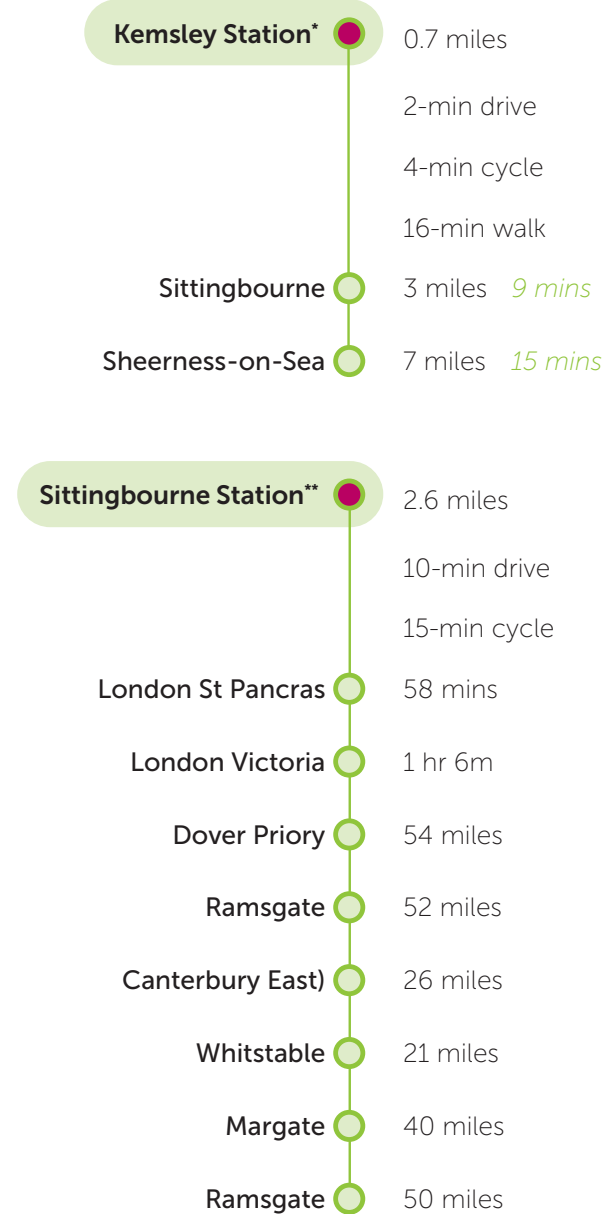 Kemsley Station* 0.7 miles
2-min drive
4-min cycle
16-min walk
Sittingbourne 3 miles 9 mins
Sheerness-on-Sea 7 miles 15 mins
Sittingbourne Station** 2.6 miles
10-min drive
15-min cycle
London St Pancras 58 mins
London Victoria 1 hr 6m
Dover Priory 54 miles
Ramsgate 52 miles
Canterbury East) 26 miles
Whitstable 21 miles
Margate 40 miles
Ramsgate 50 miles